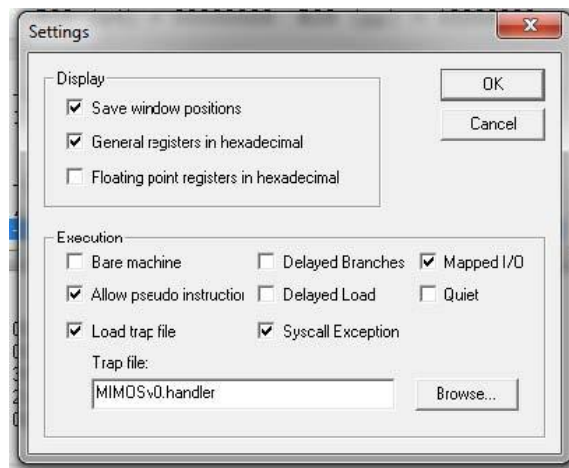 Settings
Display
Save window positions
General registers in hexadecimal
Floating point registers in hexadecimal
OK
Cancel
Execution
Bare machine
Delayed Branches
Mapped I/O
Allow pseudo instruction
Delayed Load
Quiet
Load trap file
Syscall Exception
Trap file:
MIMOSv0.handler
Browse...